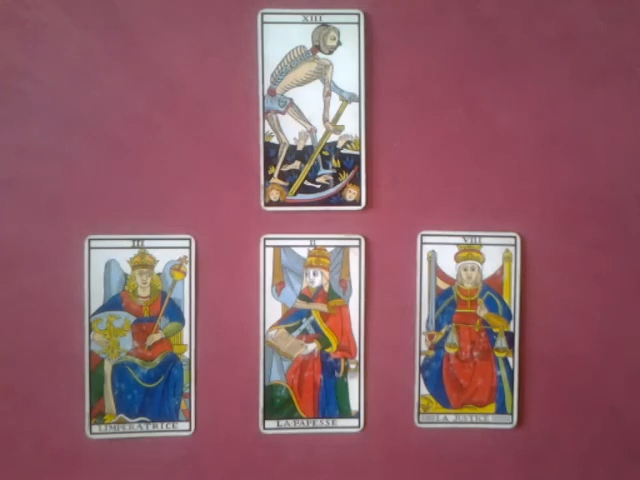 XIII
III
II
VIII
L'IMPERATRICE
LA•PAPESSE
LA JUSTICE